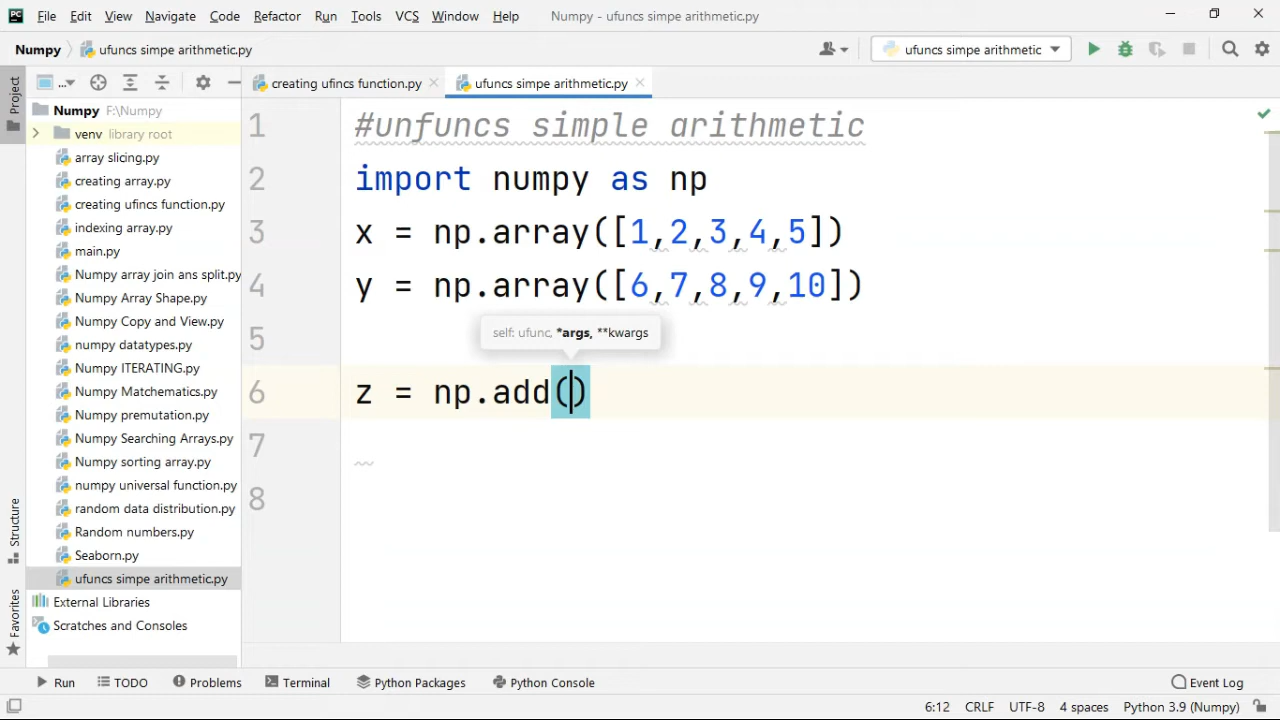 PC File Edit View Navigate Code Refactor Run Tools VCS Window Help Numpy - ufuncs simpe arithmetic.py
Numpy ufuncs simpe arithmetic.py ufuncs simpe arithmetic
Project
... creating ufincs function.py ufuncs simpe arithmetic.py
Numpy F:\Numpy
venv library root
array slicing.py
creating array.py
creating ufincs function.py
indexing array.py
main.py
Numpy array join ans split.py
Numpy Array Shape.py
Numpy Copy and View.py
numpy datatypes.py
Numpy ITERATING.py
Numpy Matchematics.py
Numpy premutation.py
Numpy Searching Arrays.py
Numpy sorting array.py
numpy universal function.py
random data distribution.py
Random numbers.py
Seaborn.py
ufuncs simpe arithmetic.py
External Libraries
Scratches and Consoles
Structure
Favorites
1 #unfuncs simple arithmetic
2 import numpy as np
3 x = np.array([1,2,3,4,5])
4 y = np.array([6,7,8,9,10])
self: ufunc, *args, **kwargs
5
6 z = np.add()
7
8
Run TODO Problems Terminal Python Packages Python Console Event Log
6:12 CRLF UTF-8 4 spaces Python 3.9 (Numpy)